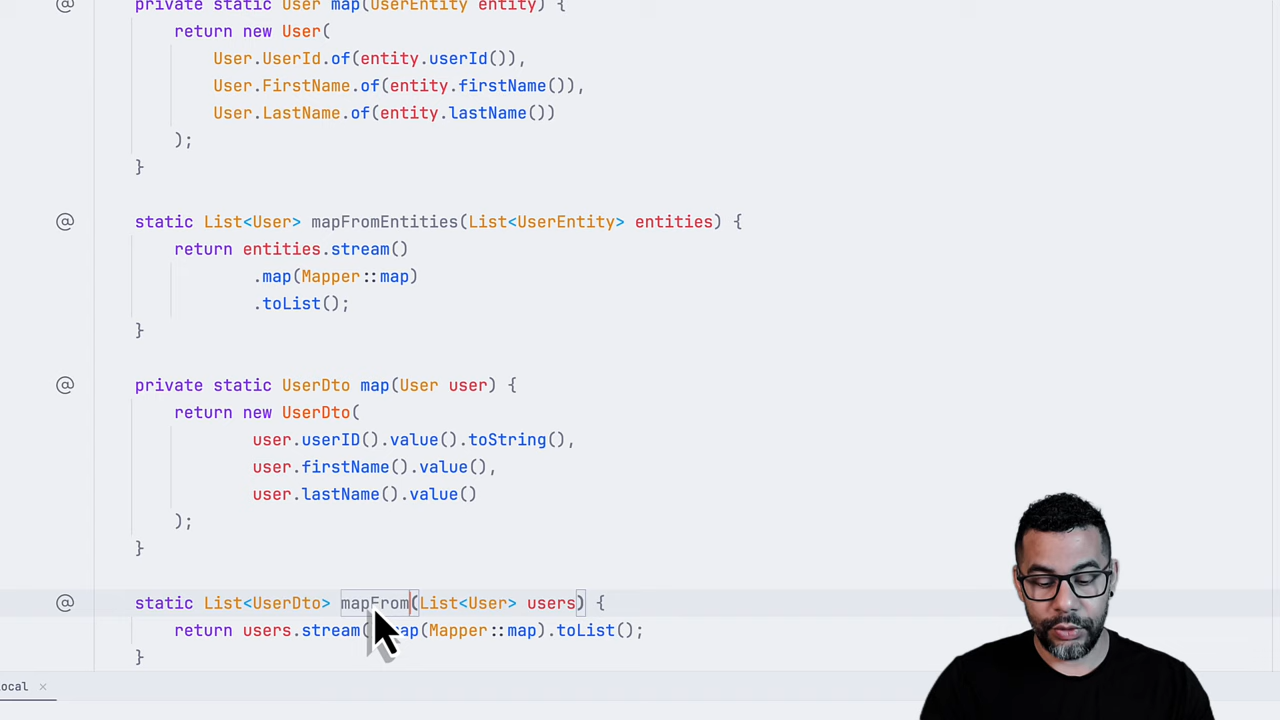 @ private static User map(UserEntity entity) {
return new User(
User.UserId.of(entity.userId()),
User.FirstName.of(entity.firstName()),
User.LastName.of(entity.lastName())
);
}
@ static List<User> mapFromEntities(List<UserEntity> entities) {
return entities.stream()
.map(Mapper::map)
.toList();
}
@ private static UserDto map(User user) {
return new UserDto(
user.userID().value().toString(),
user.firstName().value(),
user.lastName().value()
);
}
@ static List<UserDto> mapFrom(List<User> users) {
return users.stream( ap(Mapper::map).toList();
}
ocal ×